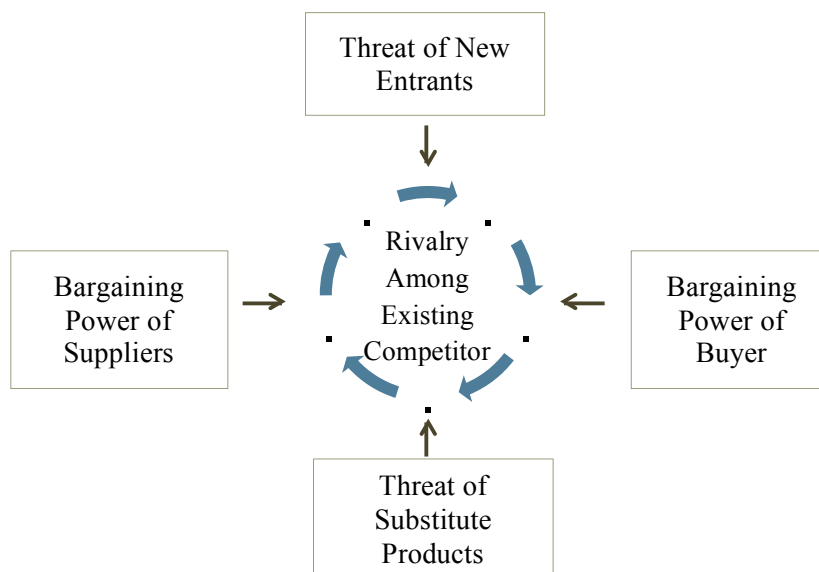 Threat of New
Entrants
Rivalry
Among
Existing
Competitor
Bargaining
Power of
Suppliers
Bargaining
Power of
Buyer
Threat of
Substitute
Products